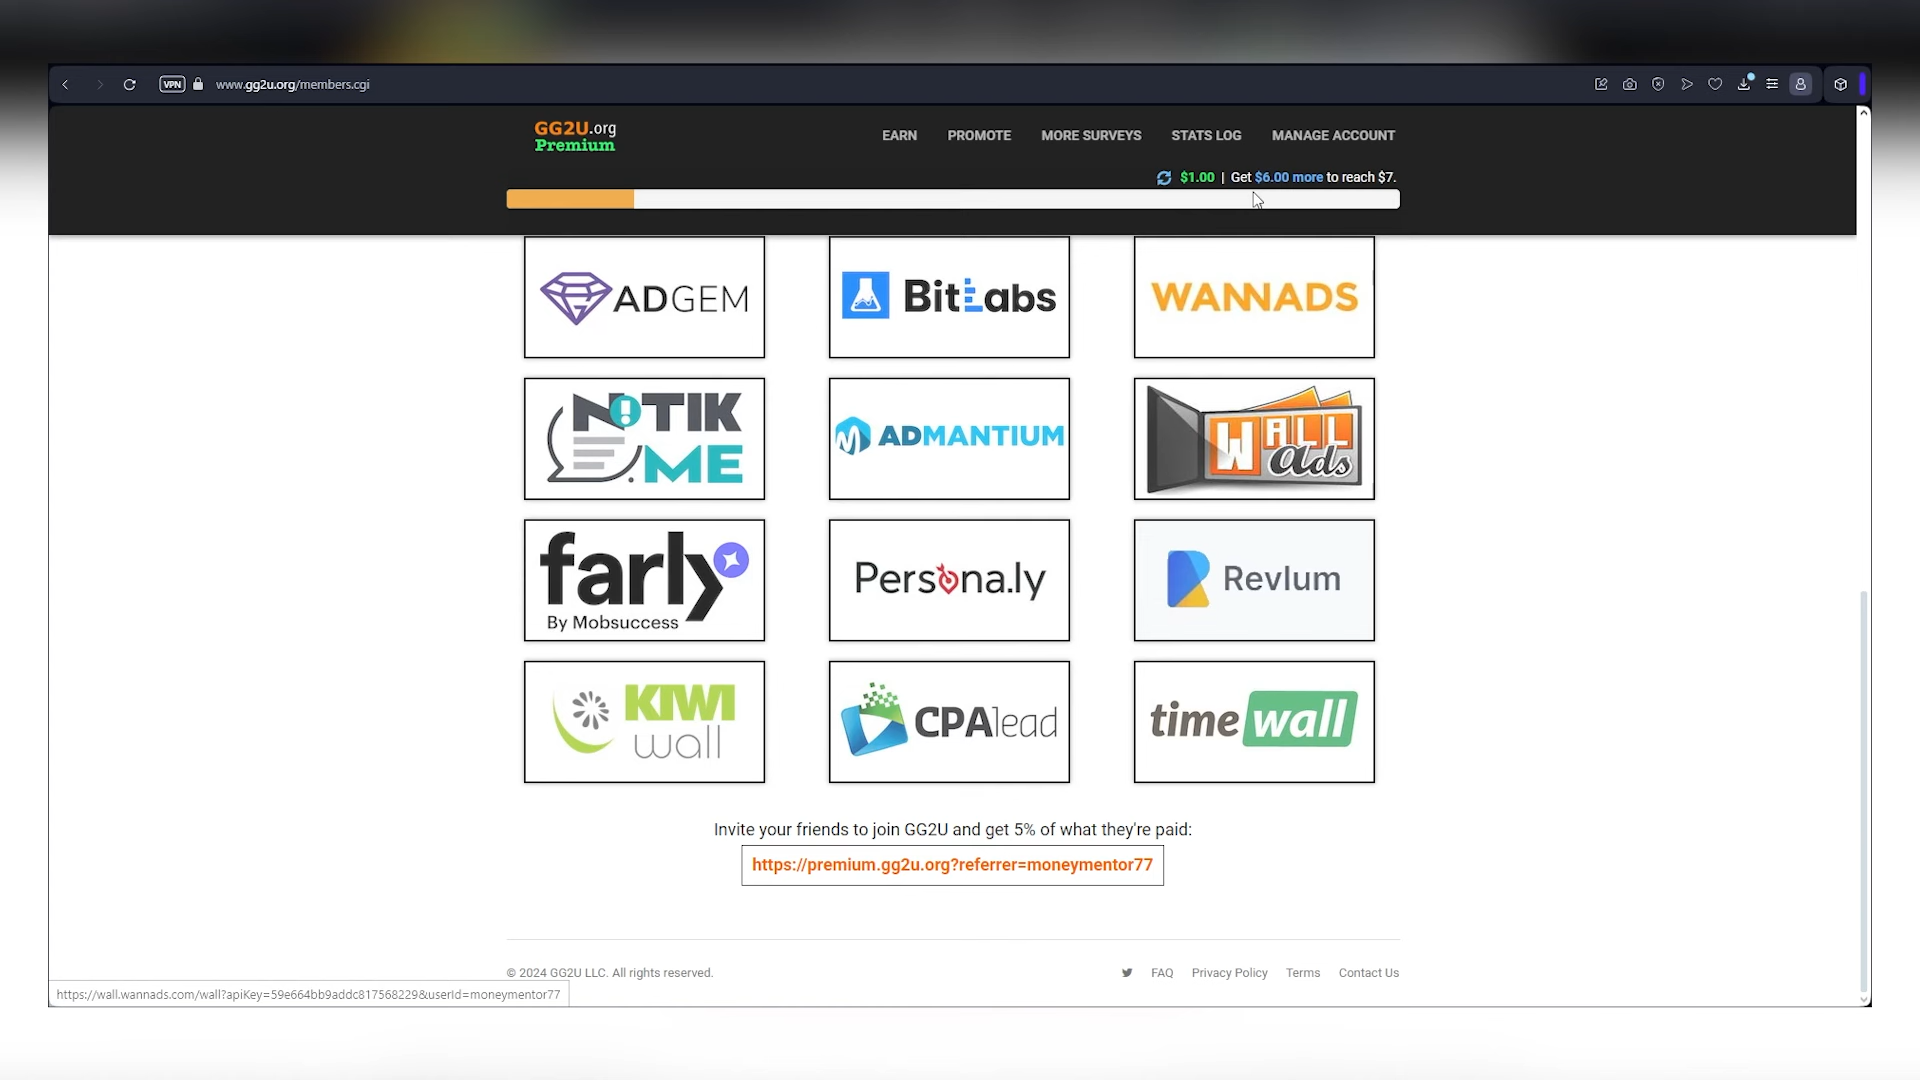 VPN www.gg2u.org/members.cgi
GG2U.org
Premium
EARN PROMOTE MORE SURVEYS STATS LOG MANAGE ACCOUNT
$1.00 | Get $6.00 more to reach $7.
ADGEM BitLabs WANNADS
N!TIK
.ME
ADMANTIUM
WALL
ads
farly
By Mobsuccess
Persona.ly
Revlum
KIWI
wall
CPAlead
timewall
Invite your friends to join GG2U and get 5% of what they're paid:
https://premium.gg2u.org?referrer=moneymentor77
© 2024 GG2U LLC. All rights reserved.
FAQ Privacy Policy Terms Contact Us
https://wall.wannads.com/wall?apiKey=59e664bb9addc817568229&userId=moneymentor77